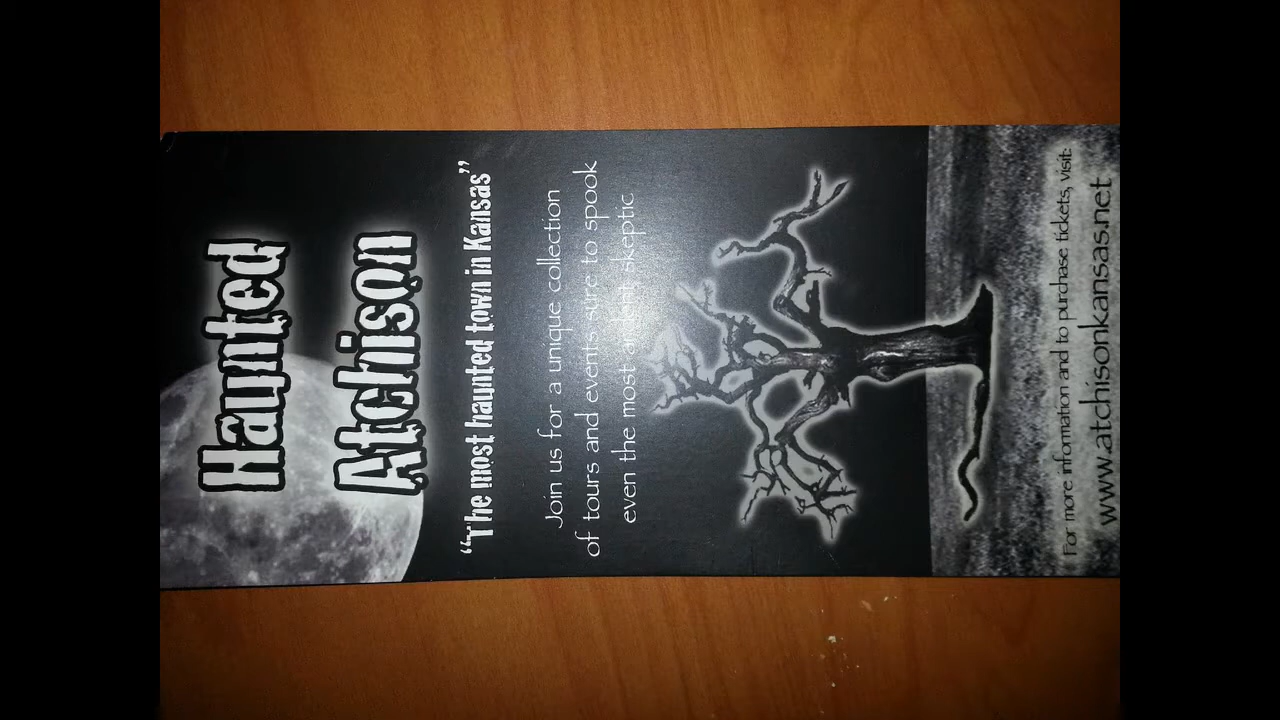 Haunted
Atchison
“The most haunted town in Kansas”
Join us for a unique collection
of tours and events sure to spook
even the most ardent skeptic
For more information and to purchase tickets, visit:
www.atchisonkansas.net